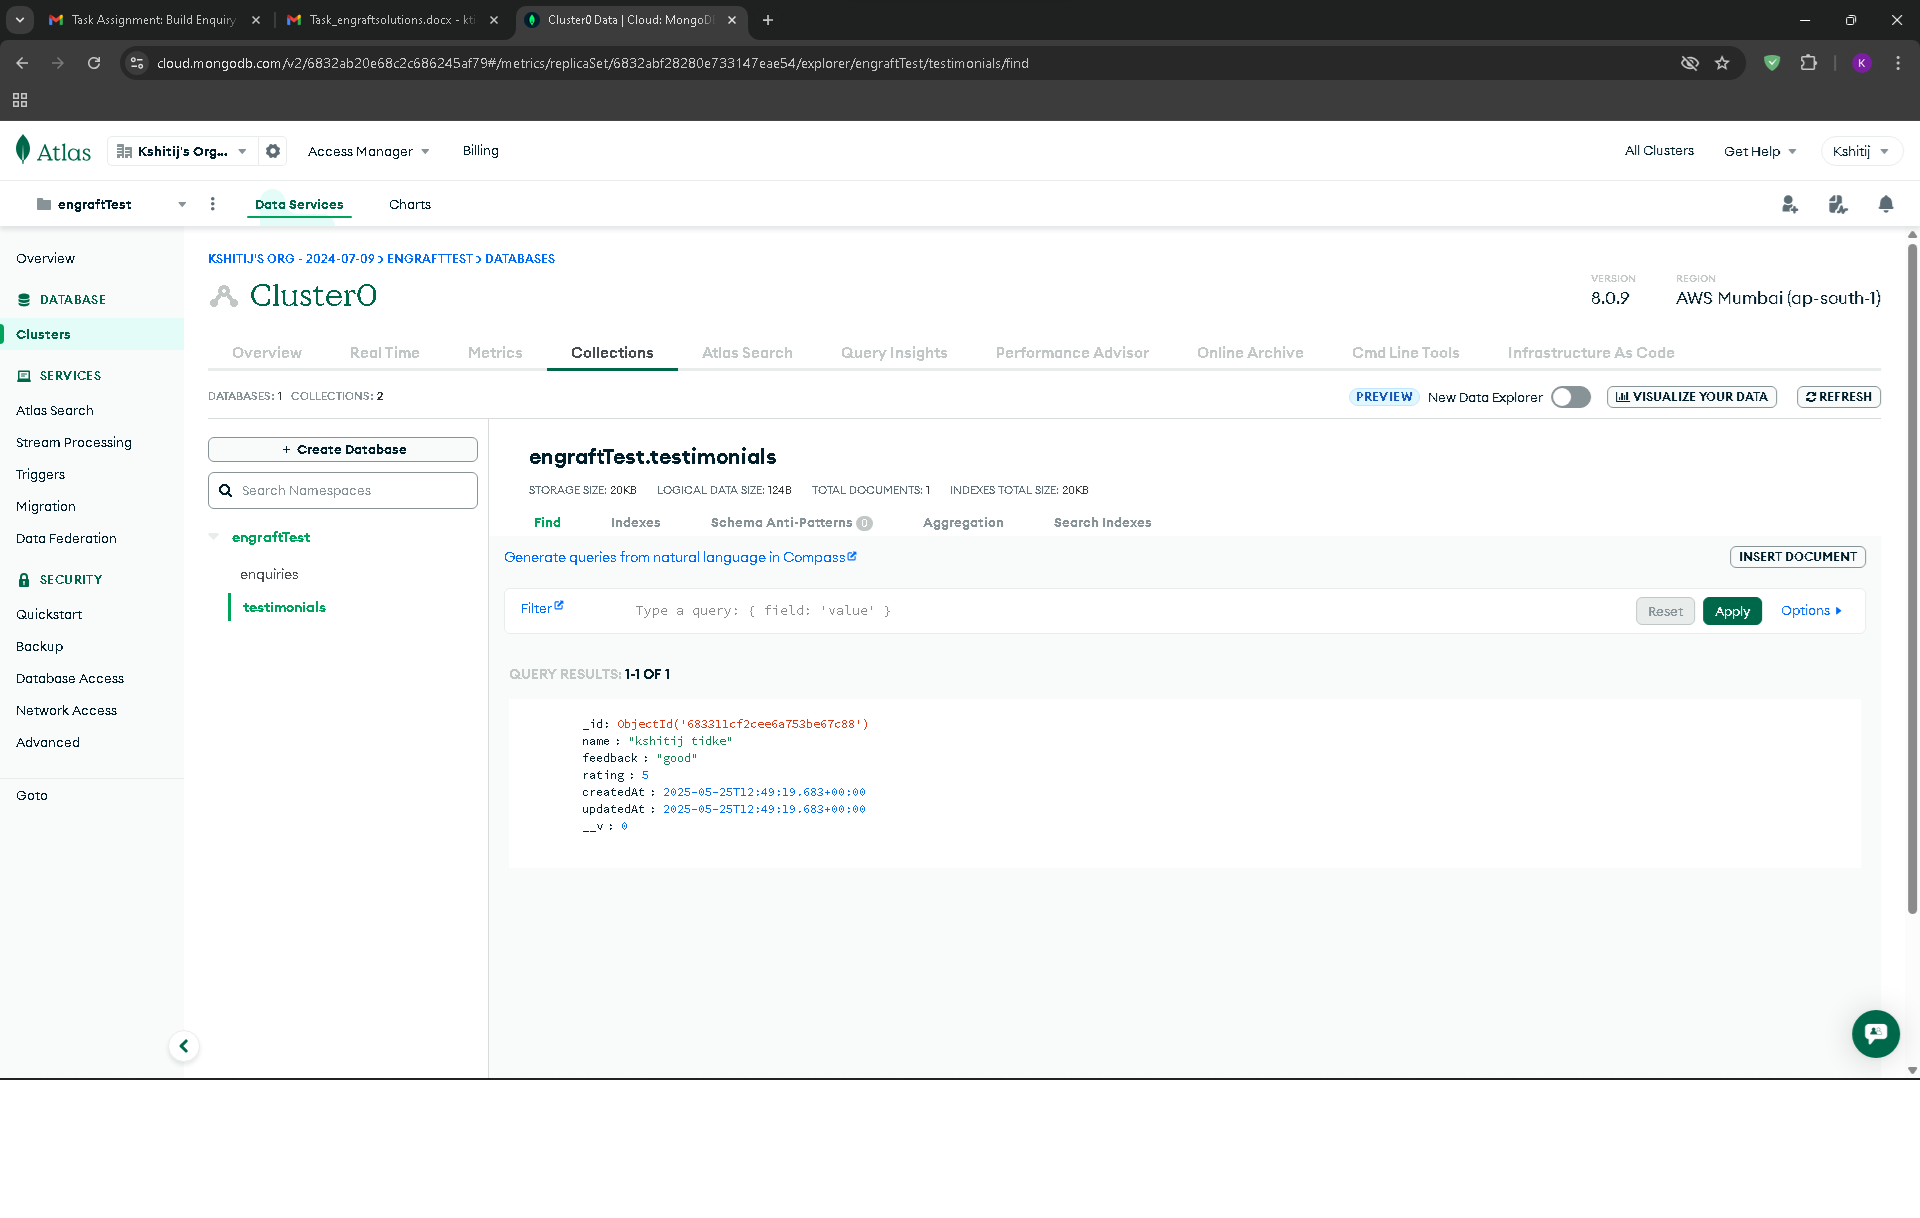 Task Assignment: Build Enquiry
Task_engraftsolutions.docx - kti
Cluster0 Data | Cloud: MongoD
cloud.mongodb.com/v2/6832ab20e68c2c686245af79#/metrics/replicaSet/6832abf28280e733147eae54/explorer/engraftTest/testimonials/find
K
Atlas
Kshitij's Org...
Access Manager
Billing
All Clusters
Get Help
Kshitij
engraftTest
Data Services
Charts
Overview
DATABASE
Clusters
SERVICES
Atlas Search
Stream Processing
Triggers
Migration
Data Federation
SECURITY
Quickstart
Backup
Database Access
Network Access
Advanced
Goto
KSHITIJ'S ORG - 2024-07-09 > ENGRAFTTEST > DATABASES
Cluster0
VERSION
8.0.9
REGION
AWS Mumbai (ap-south-1)
Overview
Real Time
Metrics
Collections
Atlas Search
Query Insights
Performance Advisor
Online Archive
Cmd Line Tools
Infrastructure As Code
DATABASES: 1 COLLECTIONS: 2
PREVIEW New Data Explorer
VISUALIZE YOUR DATA
REFRESH
+ Create Database
Search Namespaces
engraftTest
enquiries
testimonials
engraftTest.testimonials
STORAGE SIZE: 20KB LOGICAL DATA SIZE: 124B TOTAL DOCUMENTS: 1 INDEXES TOTAL SIZE: 20KB
Find
Indexes
Schema Anti-Patterns 0
Aggregation
Search Indexes
Generate queries from natural language in Compass
INSERT DOCUMENT
Filter
Type a query: { field: 'value' }
Reset
Apply
Options
QUERY RESULTS: 1-1 OF 1
_id: ObjectId('683311cf2cee6a753be67c88')
name : "kshitij tidke"
feedback : "good"
rating : 5
createdAt : 2025-05-25T12:49:19.683+00:00
updatedAt : 2025-05-25T12:49:19.683+00:00
__v : 0